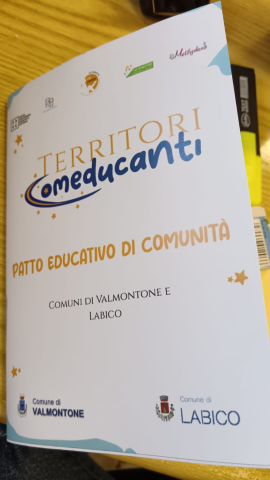 TERRITORI
Comeducanti
PATTO EDUCATIVO DI COMUNITÀ
COMUNI DI VALMONTONE E
LABICO
Comune di
VALMONTONE
Comune di
LABICO